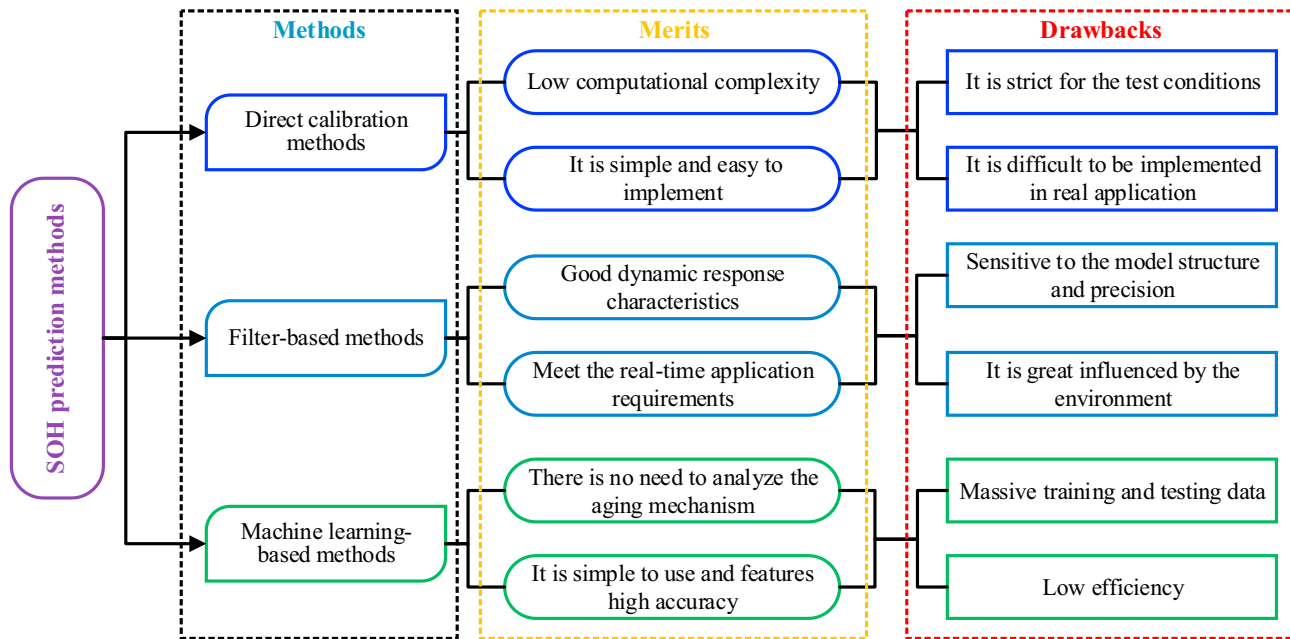 Methods
Merits
Drawbacks
SOH prediction methods
Direct calibration
methods
Low computational complexity
It is simple and easy to
implement
It is strict for the test conditions
It is difficult to be implemented
in real application
Filter-based methods
Good dynamic response
characteristics
Meet the real-time application
requirements
Sensitive to the model structure
and precision
It is great influenced by the
environment
Machine learning-
based methods
There is no need to analyze the
aging mechanism
It is simple to use and features
high accuracy
Massive training and testing data
Low efficiency